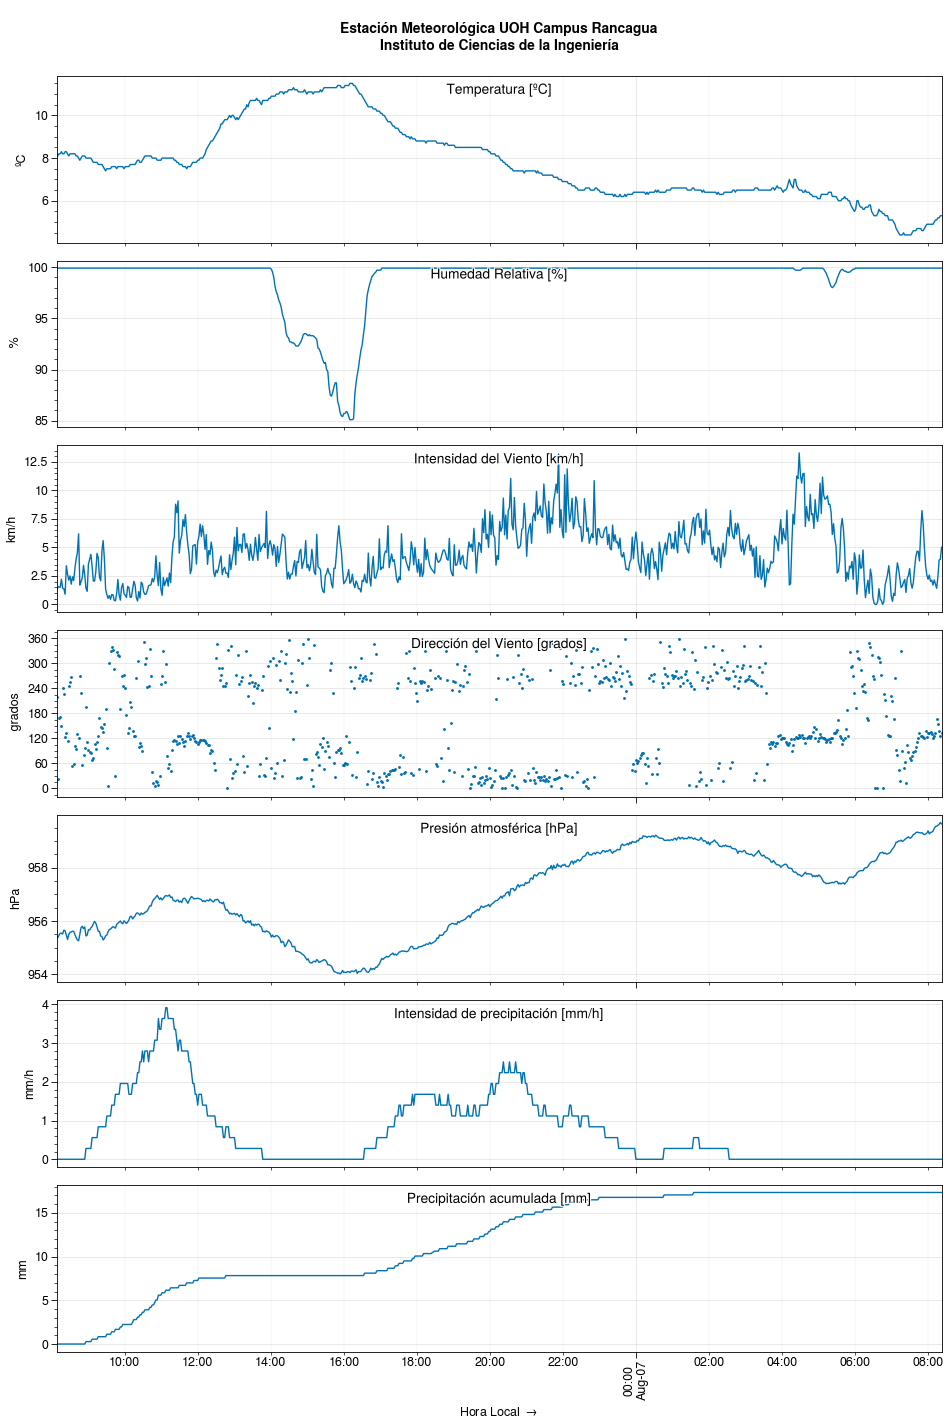 Estación Meteorológica UOH Campus Rancagua
Instituto de Ciencias de la Ingeniería
Temperatura [ºC]
ºC
10
8
6
Humedad Relativa [%]
%
100
95
90
85
Intensidad del Viento [km/h]
km/h
12.5
10
7.5
5
2.5
0
Dirección del Viento [grados]
grados
360
300
240
180
120
60
0
Presión atmosférica [hPa]
hPa
958
956
954
Intensidad de precipitación [mm/h]
mm/h
4
3
2
1
0
Precipitación acumulada [mm]
mm
15
10
5
0
10:00 12:00 14:00 16:00 18:00 20:00 22:00 00:00 02:00 04:00 06:00 08:00
Aug-07
Hora Local →